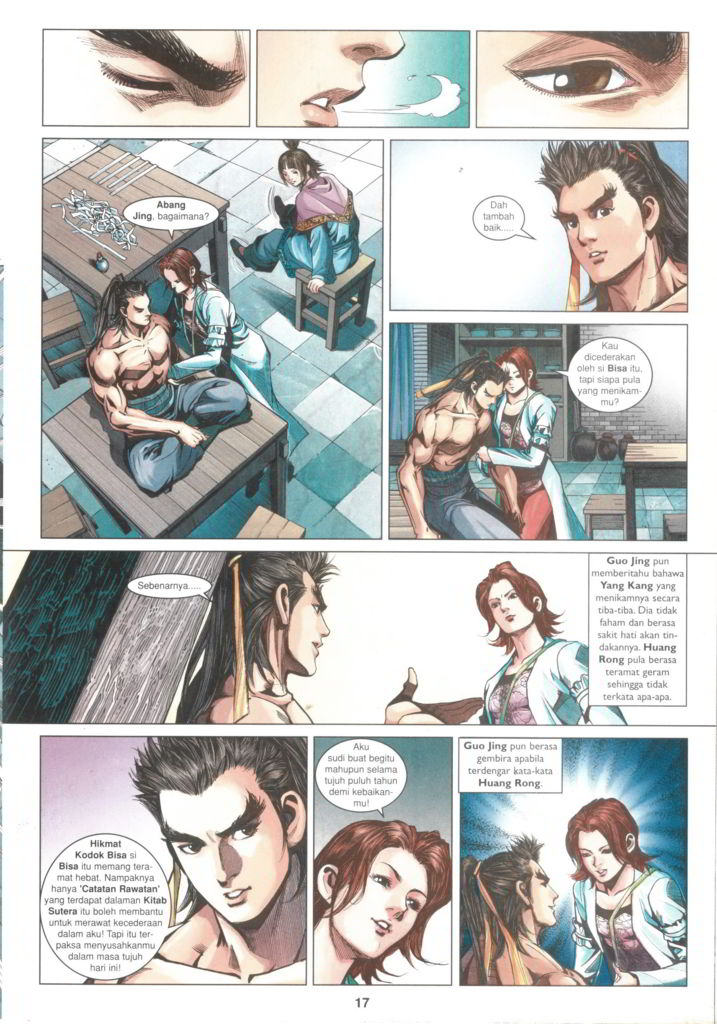 Abang
Jing, bagaimana?
Dah
tambah
baik.....
Kau
dicederakan
oleh si Bisa itu,
tapi siapa pula
yang menikam-
mu?
Sebenarnya.....
Guo Jing pun
memberitahu bahawa
Yang Kang yang
menikamnya secara
tiba-tiba. Dia tidak
faham dan berasa
sakit hati akan tin-
dakannya. Huang
Rong pula berasa
teramat geram
sehingga tidak
terkata apa-apa.
Hikmat
Kodok Bisa si
Bisa itu memang tera-
mat hebat. Nampaknya
hanya 'Catatan Rawatan'
yang terdapat dalaman Kitab
Sutera itu boleh membantu
untuk merawat kecederaan
dalam aku! Tapi itu ter-
paksa menyusahkanmu
dalam masa tujuh
hari ini!
Aku
sudi buat begitu
mahupun selama
tujuh puluh tahun
demi kebaikan-
mu!
Guo Jing pun berasa
gembira apabila
terdengar kata-kata
Huang Rong.
17